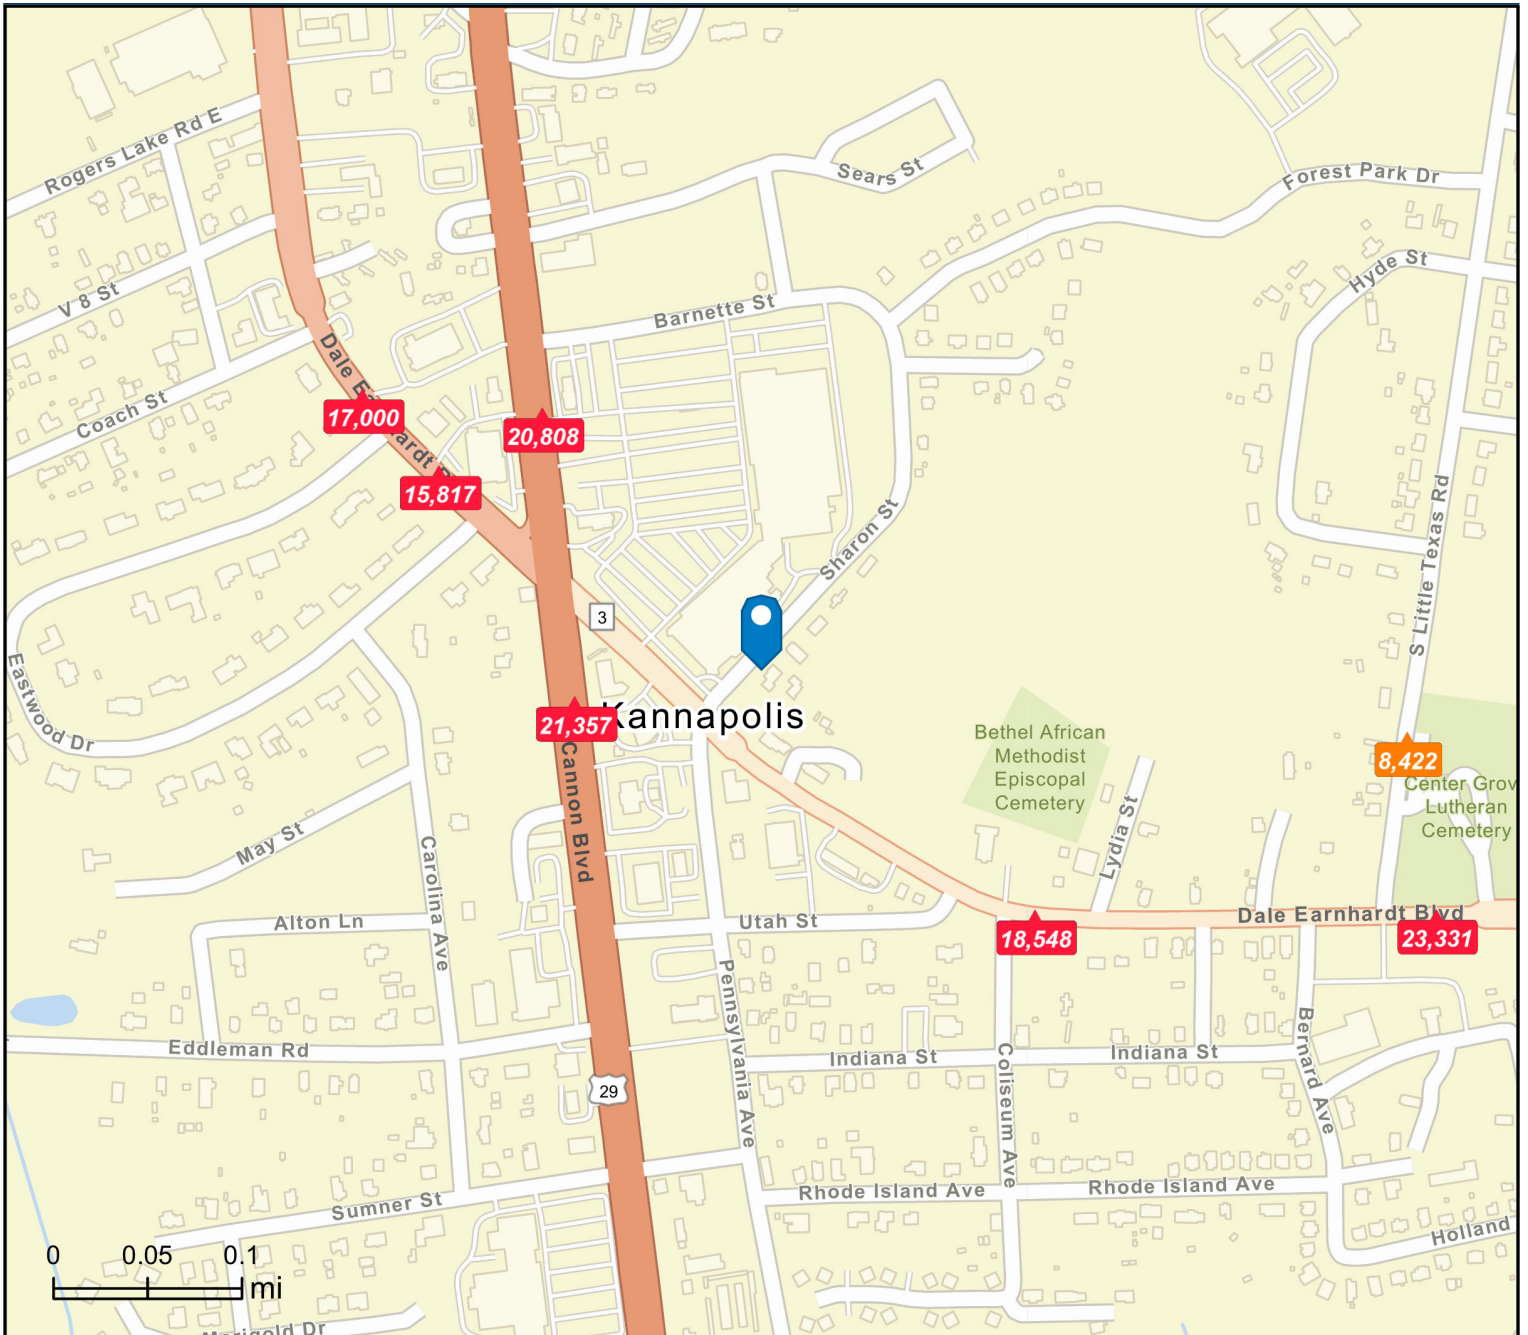 Rogers Lake Rd E
Sears St
Forest Park Dr
Hyde St
V 8 St
Barnette St
Coach St
17,000
20,808
15,817
Sharon St
S Little Texas Rd
3
Eastwood Dr
21,357
Kannapolis
Bethel African
Methodist
Episcopal
Cemetery
8,422
Center Grov
Lutheran
Cemetery
Cannon Blvd
May St
Carolina Ave
Lydia St
Alton Ln
Utah St
Dale Earnhardt Blvd
18,548
23,331
Pennsylvania Ave
Eddleman Rd
Indiana St
Indiana St
Coliseum Ave
Bernard Ave
29
Sumner St
Rhode Island Ave
Rhode Island Ave
Holland
0 0.05 0.1
mi
Marigold Dr